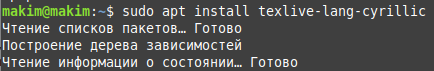 makim@makim:~$ sudo apt install texlive-lang-cyrillic
Чтение списков пакетов… Готово
Построение дерева зависимостей
Чтение информации о состоянии… Готово